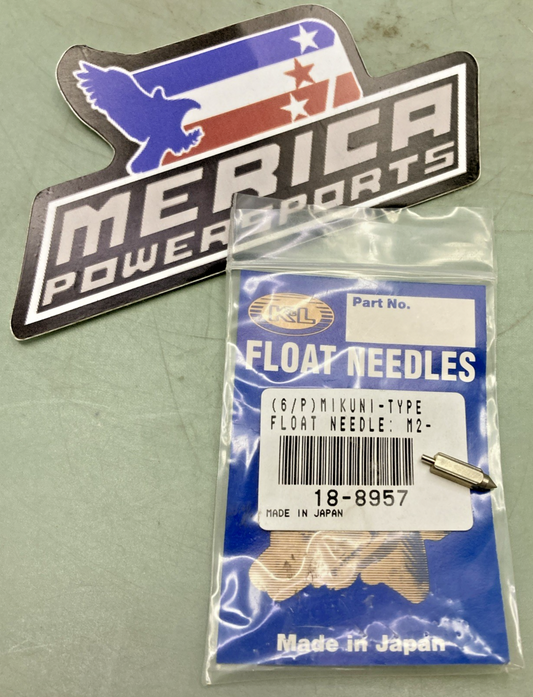 MERICA
POWERSPORTS
K&L
Part No.
FLOAT NEEDLES
(6/P)MIKUNI-TYPE
FLOAT NEEDLE: M2-
18-8957
MADE IN JAPAN
Made in Japan